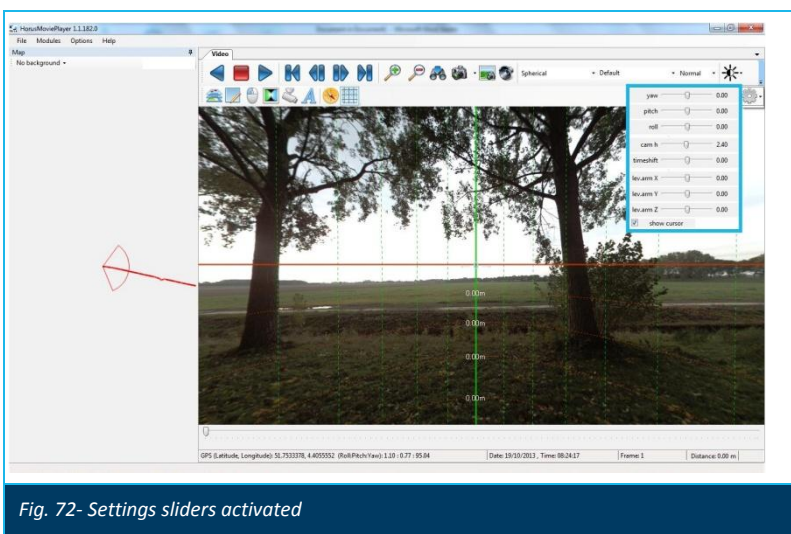 HorusMoviePlayer 1.1.182.0
File Modules Options Help
Map
No background
Video
Spherical Default Normal
yaw 0.00
pitch 0.00
roll 0.00
cam h 2.40
timeshift 0.00
lev.arm X 0.00
lev.arm Y 0.00
lev.arm Z 0.00
show cursor
0.00m
0.00m
0.00m
0.00m
GPS (Latitude, Longitude): 51.7533378, 4.4055552 (Roll:Pitch:Yaw): 1.10 : 0.77 : 95.84 Date: 19/10/2013 , Time: 08:24:17 Frame: 1 Distance: 0.00 m
Fig. 72- Settings sliders activated